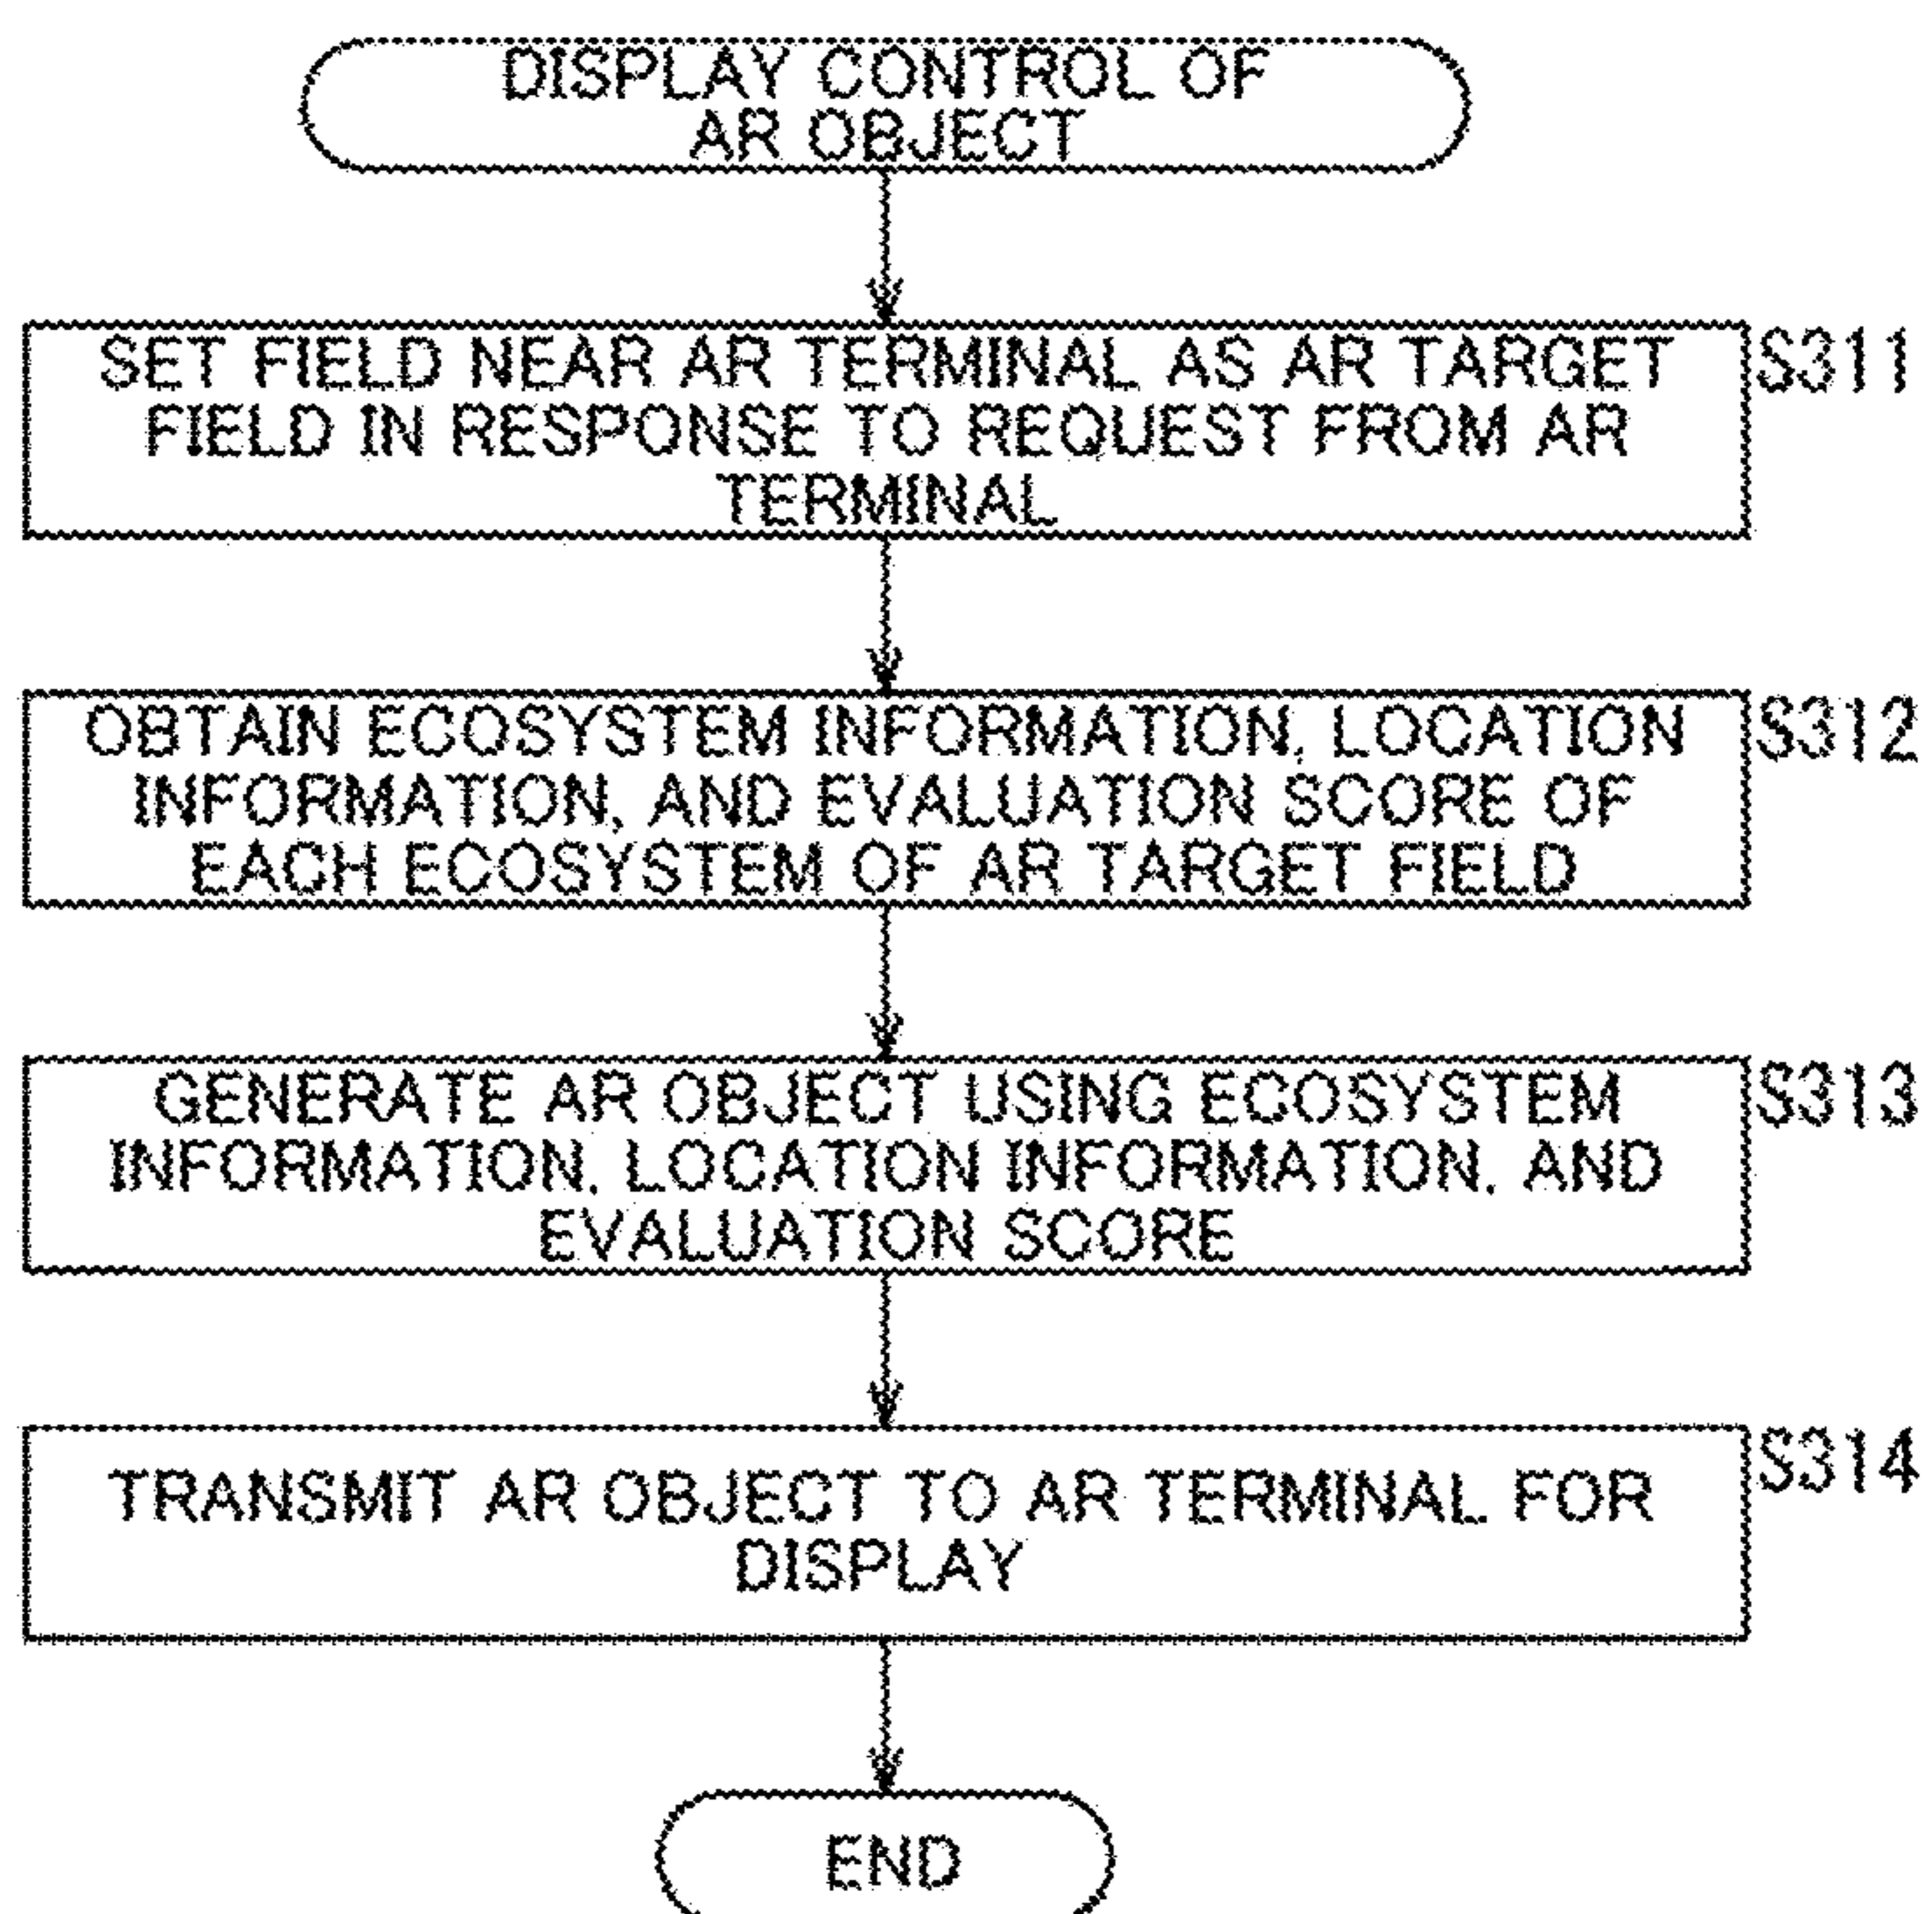 DISPLAY CONTROL OF
AR OBJECT
SET FIELD NEAR AR TERMINAL AS AR TARGET
FIELD IN RESPONSE TO REQUEST FROM AR
TERMINAL
S311
OBTAIN ECOSYSTEM INFORMATION, LOCATION
INFORMATION, AND EVALUATION SCORE OF
EACH ECOSYSTEM OF AR TARGET FIELD
S312
GENERATE AR OBJECT USING ECOSYSTEM
INFORMATION, LOCATION INFORMATION, AND
EVALUATION SCORE
S313
TRANSMIT AR OBJECT TO AR TERMINAL FOR
DISPLAY
S314
END